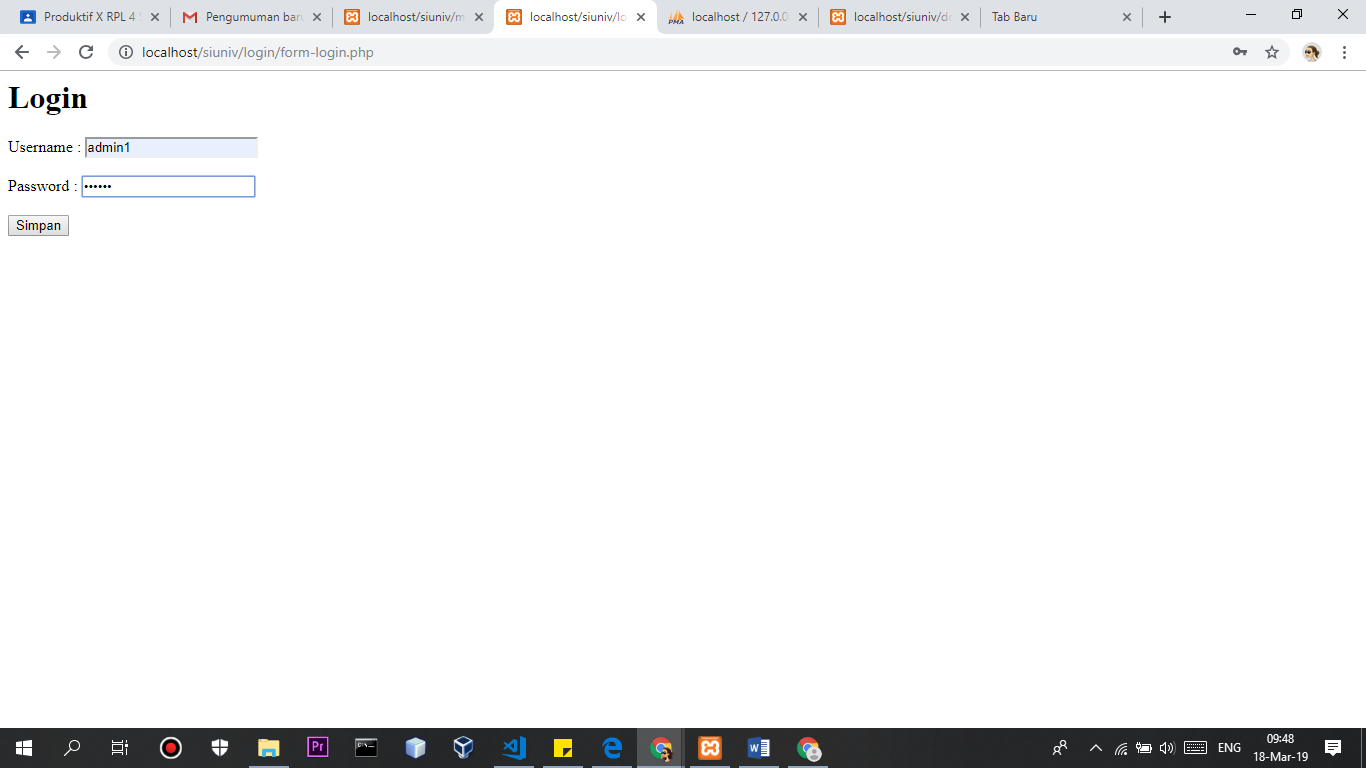 Produktif X RPL 4
Pengumuman baru
localhost/siuniv/m
localhost/siuniv/lo
localhost / 127.0.0
localhost/siuniv/do
Tab Baru
localhost/siuniv/login/form-login.php
Login
Username : admin1
Password : ••••••
Simpan
Pr
ENG
09:48
18-Mar-19